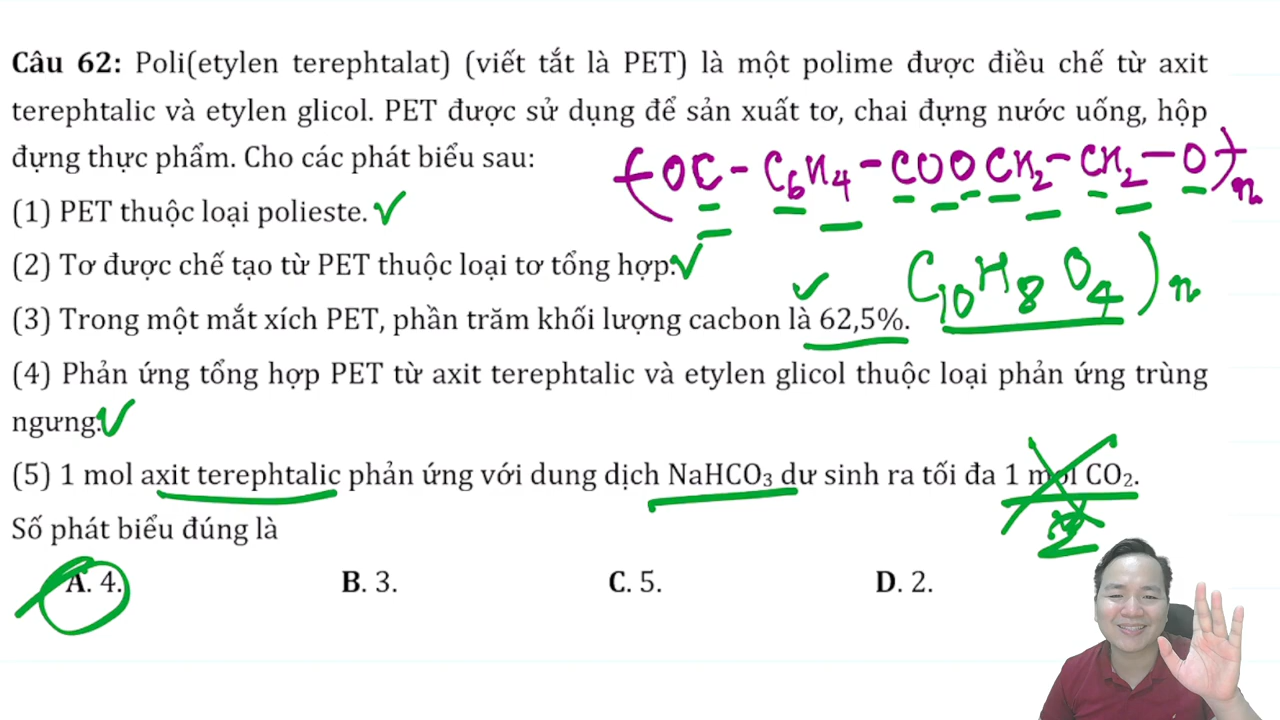 Câu 62: Poli(etylen terephtalat) (viết tắt là PET) là một polime được điều chế từ axit
terephtalic và etylen glicol. PET được sử dụng để sản xuất tơ, chai đựng nước uống, hộp
đựng thực phẩm. Cho các phát biểu sau:
(OC-C6H4-COOCH2-CH2-O)n
(1) PET thuộc loại polieste.
(2) Tơ được chế tạo từ PET thuộc loại tơ tổng hợp.
C10H8O4)n
(3) Trong một mắt xích PET, phần trăm khối lượng cacbon là 62,5%.
(4) Phản ứng tổng hợp PET từ axit terephtalic và etylen glicol thuộc loại phản ứng trùng
ngưng.
(5) 1 mol axit terephtalic phản ứng với dung dịch NaHCO₃ dư sinh ra tối đa 1 mol CO₂.
2
Số phát biểu đúng là
A. 4. B. 3. C. 5. D. 2.